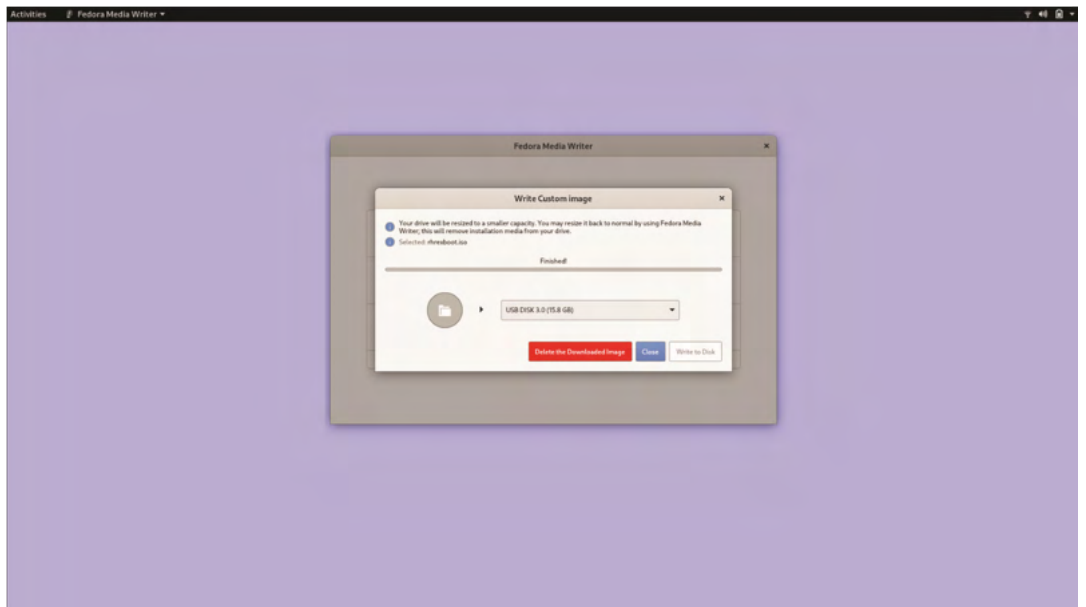 Activities Fedora Media Writer
Fedora Media Writer
Write Custom image
Your drive will be resized to a smaller capacity. You may resize it back to normal by using Fedora Media
Writer; this will remove installation media from your drive.
Selected: rhresboot.iso
Finished!
USB DISK 3.0 (15.8 GB)
Delete the Downloaded Image Close Write to Disk